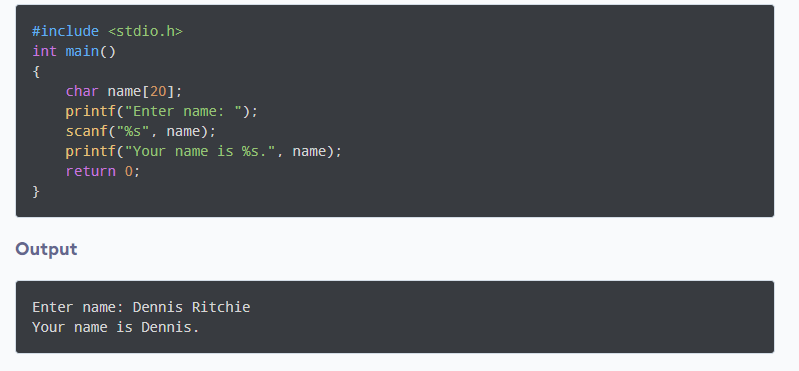 #include <stdio.h>
int main()
{
    char name[20];
    printf("Enter name: ");
    scanf("%s", name);
    printf("Your name is %s.", name);
    return 0;
}
Output
Enter name: Dennis Ritchie
Your name is Dennis.